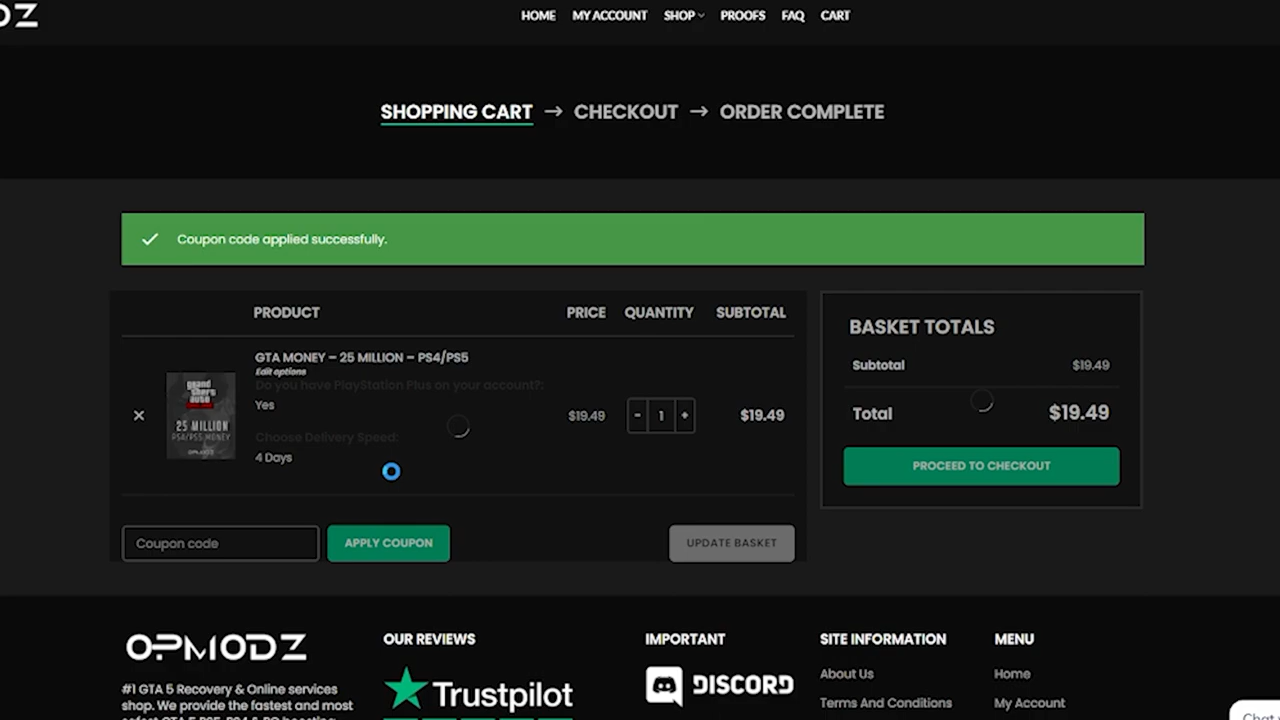 DZ
HOME MY ACCOUNT SHOP PROOFS FAQ CART
SHOPPING CART → CHECKOUT → ORDER COMPLETE
Coupon code applied successfully.
PRODUCT PRICE QUANTITY SUBTOTAL
GTA MONEY – 25 MILLION – PS4/PS5
Edit options
Do you have PlayStation Plus on your account?:
Yes
Choose Delivery Speed:
4 Days
grand
theft
auto
25 MILLION
PS4/PS5 MONEY
OPMODZ
$19.49 - 1 + $19.49
Coupon code APPLY COUPON UPDATE BASKET
BASKET TOTALS
Subtotal $19.49
Total $19.49
PROCEED TO CHECKOUT
OPMODZ
#1 GTA 5 Recovery & Online services
shop. We provide the fastest and most
OUR REVIEWS
Trustpilot
IMPORTANT
DISCORD
SITE INFORMATION
About Us
Terms And Conditions
MENU
Home
My Account